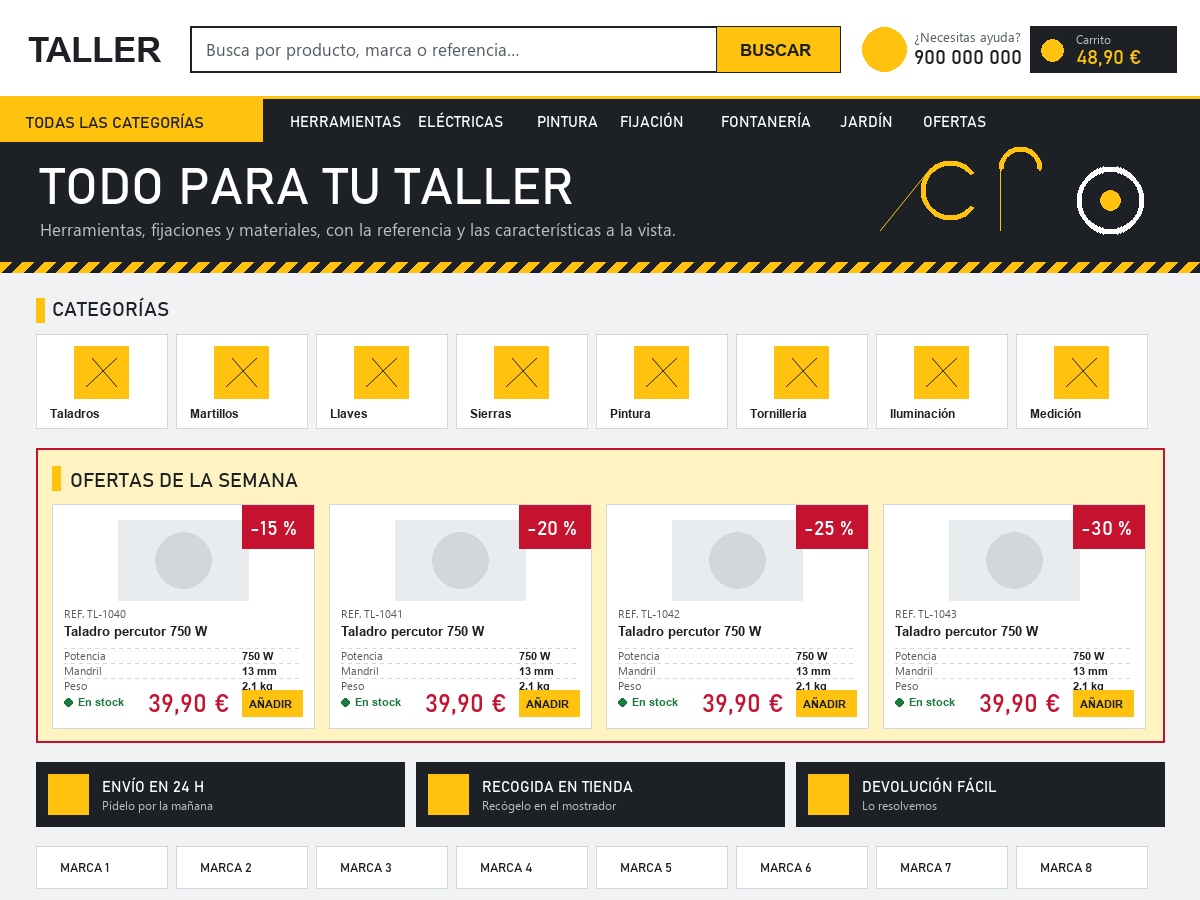 TALLER
Busca por producto, marca o referencia...
BUSCAR
¿Necesitas ayuda?
900 000 000
Carrito
48,90 €
TODAS LAS CATEGORÍAS
HERRAMIENTAS
ELÉCTRICAS
PINTURA
FIJACIÓN
FONTANERÍA
JARDÍN
OFERTAS
TODO PARA TU TALLER
Herramientas, fijaciones y materiales, con la referencia y las características a la vista.
CATEGORÍAS
Taladros
Martillos
Llaves
Sierras
Pintura
Tornillería
Iluminación
Medición
OFERTAS DE LA SEMANA
-15 %
REF. TL-1040
Taladro percutor 750 W
Potencia 750 W
Mandril 13 mm
Peso 2,1 kg
En stock
39,90 €
AÑADIR
-20 %
REF. TL-1041
Taladro percutor 750 W
Potencia 750 W
Mandril 13 mm
Peso 2,1 kg
En stock
39,90 €
AÑADIR
-25 %
REF. TL-1042
Taladro percutor 750 W
Potencia 750 W
Mandril 13 mm
Peso 2,1 kg
En stock
39,90 €
AÑADIR
-30 %
REF. TL-1043
Taladro percutor 750 W
Potencia 750 W
Mandril 13 mm
Peso 2,1 kg
En stock
39,90 €
AÑADIR
ENVÍO EN 24 H
Pídelo por la mañana
RECOGIDA EN TIENDA
Recógelo en el mostrador
DEVOLUCIÓN FÁCIL
Lo resolvemos
MARCA 1
MARCA 2
MARCA 3
MARCA 4
MARCA 5
MARCA 6
MARCA 7
MARCA 8